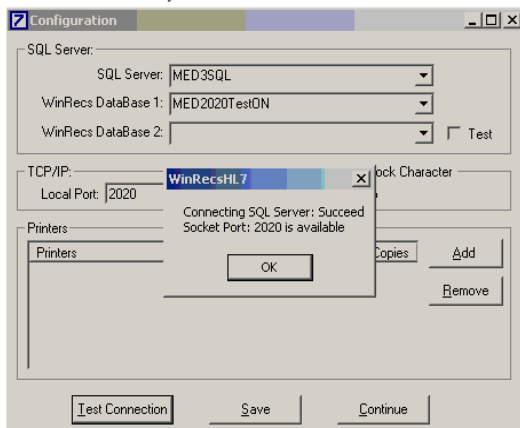 7 Configuration
SQL Server:
SQL Server: MED3SQL
WinRecs DataBase 1: MED2020TestON
WinRecs DataBase 2:
Test
TCP/IP:
ock Character
Local Port: 2020
WinRecsHL7
Connecting SQL Server: Succeed
Socket Port: 2020 is available
OK
Printers
Printers
Copies
Add
Remove
Test Connection
Save
Continue